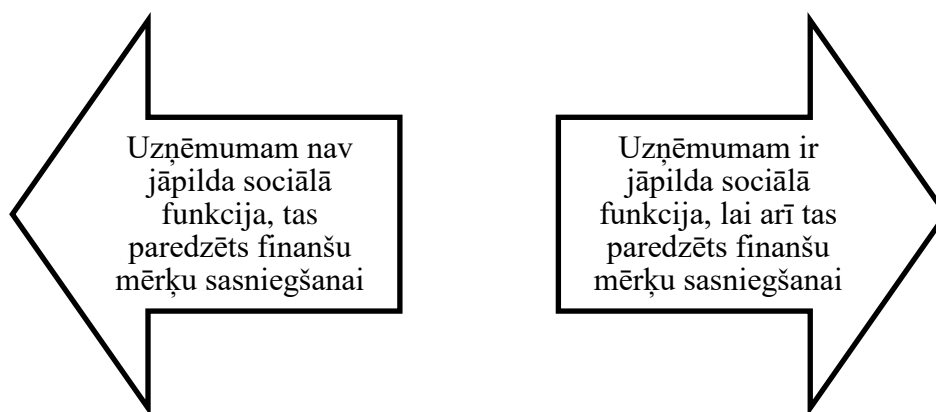 Uzņēmumam nav
jāpilda sociālā
funkcija, tas
paredzēts finanšu
mērķu sasniegšanai
Uzņēmumam ir
jāpilda sociālā
funkcija, lai arī tas
paredzēts finanšu
mērķu sasniegšanai